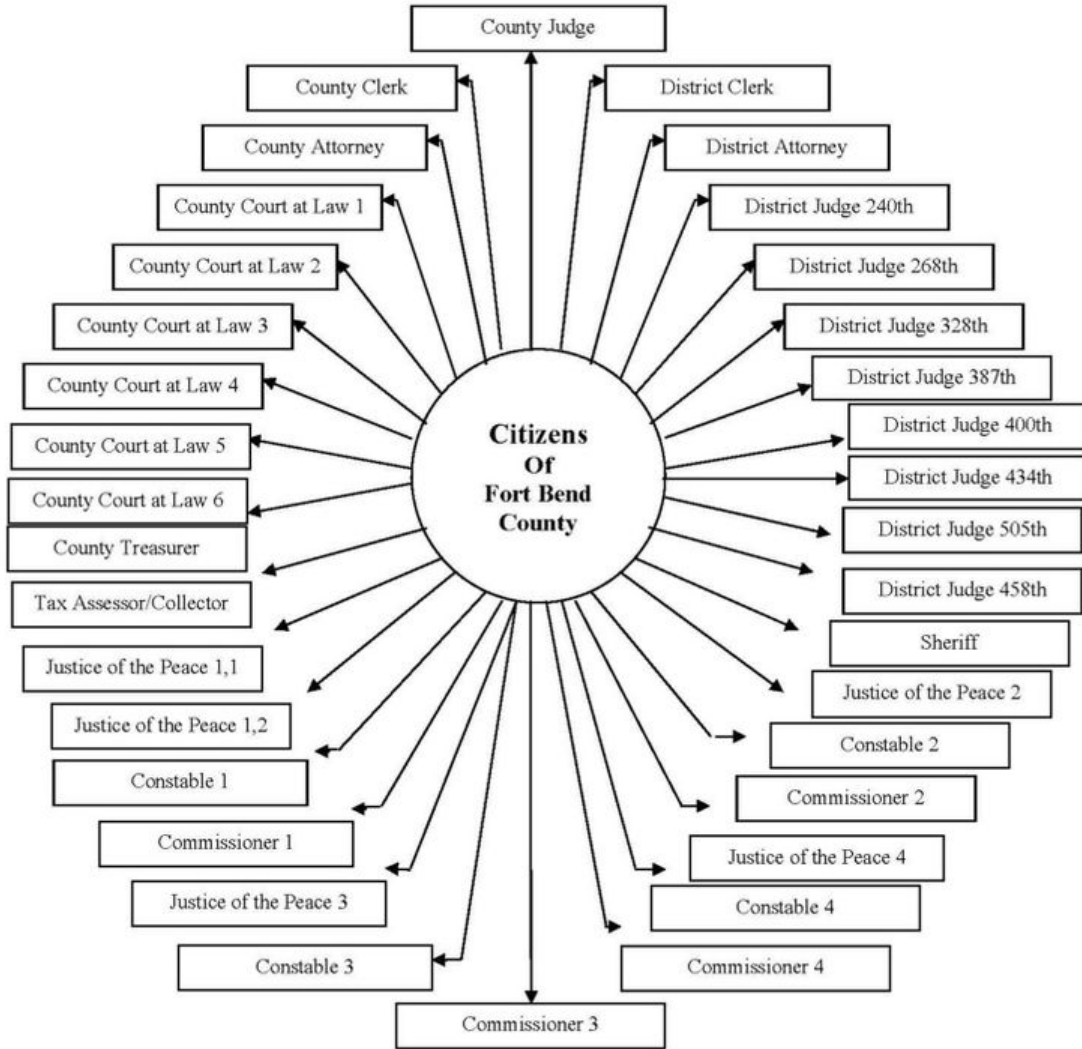 County Judge
County Clerk
District Clerk
County Attorney
District Attorney
County Court at Law 1
District Judge 240th
County Court at Law 2
District Judge 268th
County Court at Law 3
District Judge 328th
County Court at Law 4
District Judge 387th
District Judge 400th
County Court at Law 5
Citizens
Of
Fort Bend
County
District Judge 434th
County Court at Law 6
District Judge 505th
County Treasurer
District Judge 458th
Tax Assessor/Collector
Sheriff
Justice of the Peace 1,1
Justice of the Peace 2
Justice of the Peace 1,2
Constable 2
Constable 1
Commissioner 2
Commissioner 1
Justice of the Peace 4
Justice of the Peace 3
Constable 4
Constable 3
Commissioner 4
Commissioner 3